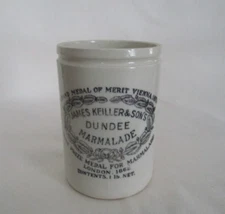 MEDAL OF MERIT VIENNA
JAMES KEILLER & SON'S
DUNDEE
MARMALADE
MEDAL FOR MARMALADE
LONDON, 1862
CONTENTS 1 lb. NET.